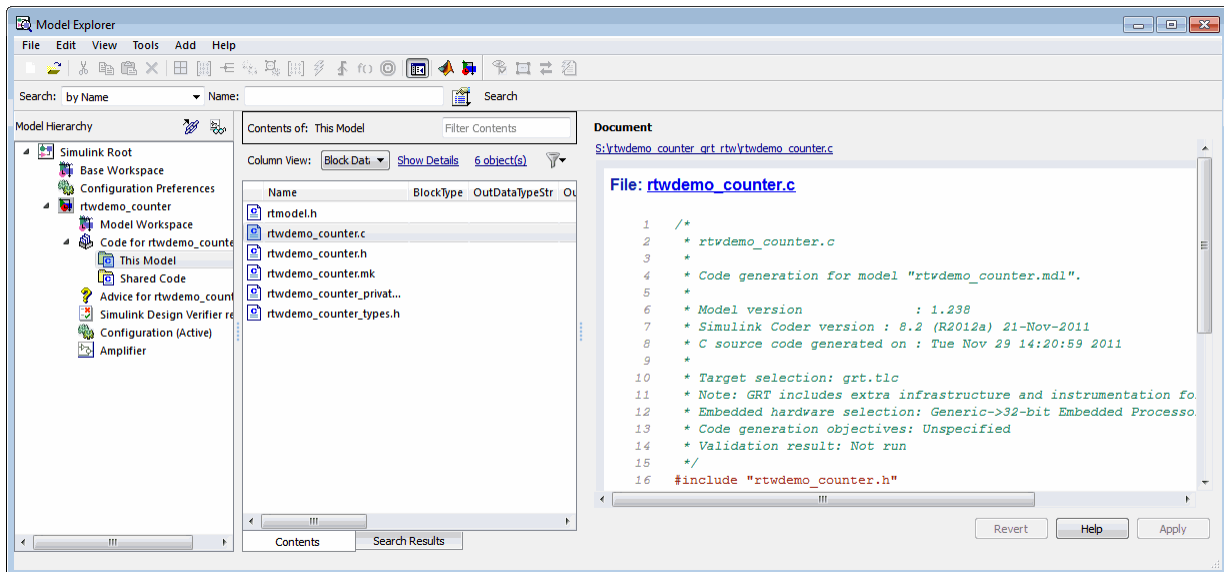 Model Explorer
File Edit View Tools Add Help
Search: by Name Name: Search
Model Hierarchy
Simulink Root
Base Workspace
Configuration Preferences
rtwdemo_counter
Model Workspace
Code for rtwdemo_counte
This Model
Shared Code
Advice for rtwdemo_count
Simulink Design Verifier re
Configuration (Active)
Amplifier
Contents of: This Model Filter Contents
Column View: Block Dat Show Details 6 object(s)
Name BlockType OutDataTypeStr Ou
rtmodel.h
rtwdemo_counter.c
rtwdemo_counter.h
rtwdemo_counter.mk
rtwdemo_counter_privat...
rtwdemo_counter_types.h
Contents Search Results
Document
S:\rtwdemo_counter_grt_rtw\rtwdemo_counter.c
File: rtwdemo_counter.c
1 /*
2 * rtwdemo_counter.c
3 *
4 * Code generation for model "rtwdemo_counter.mdl".
5 *
6 * Model version : 1.238
7 * Simulink Coder version : 8.2 (R2012a) 21-Nov-2011
8 * C source code generated on : Tue Nov 29 14:20:59 2011
9 *
10 * Target selection: grt.tlc
11 * Note: GRT includes extra infrastructure and instrumentation fo
12 * Embedded hardware selection: Generic->32-bit Embedded Processo
13 * Code generation objectives: Unspecified
14 * Validation result: Not run
15 */
16 #include "rtwdemo_counter.h"
Revert Help Apply